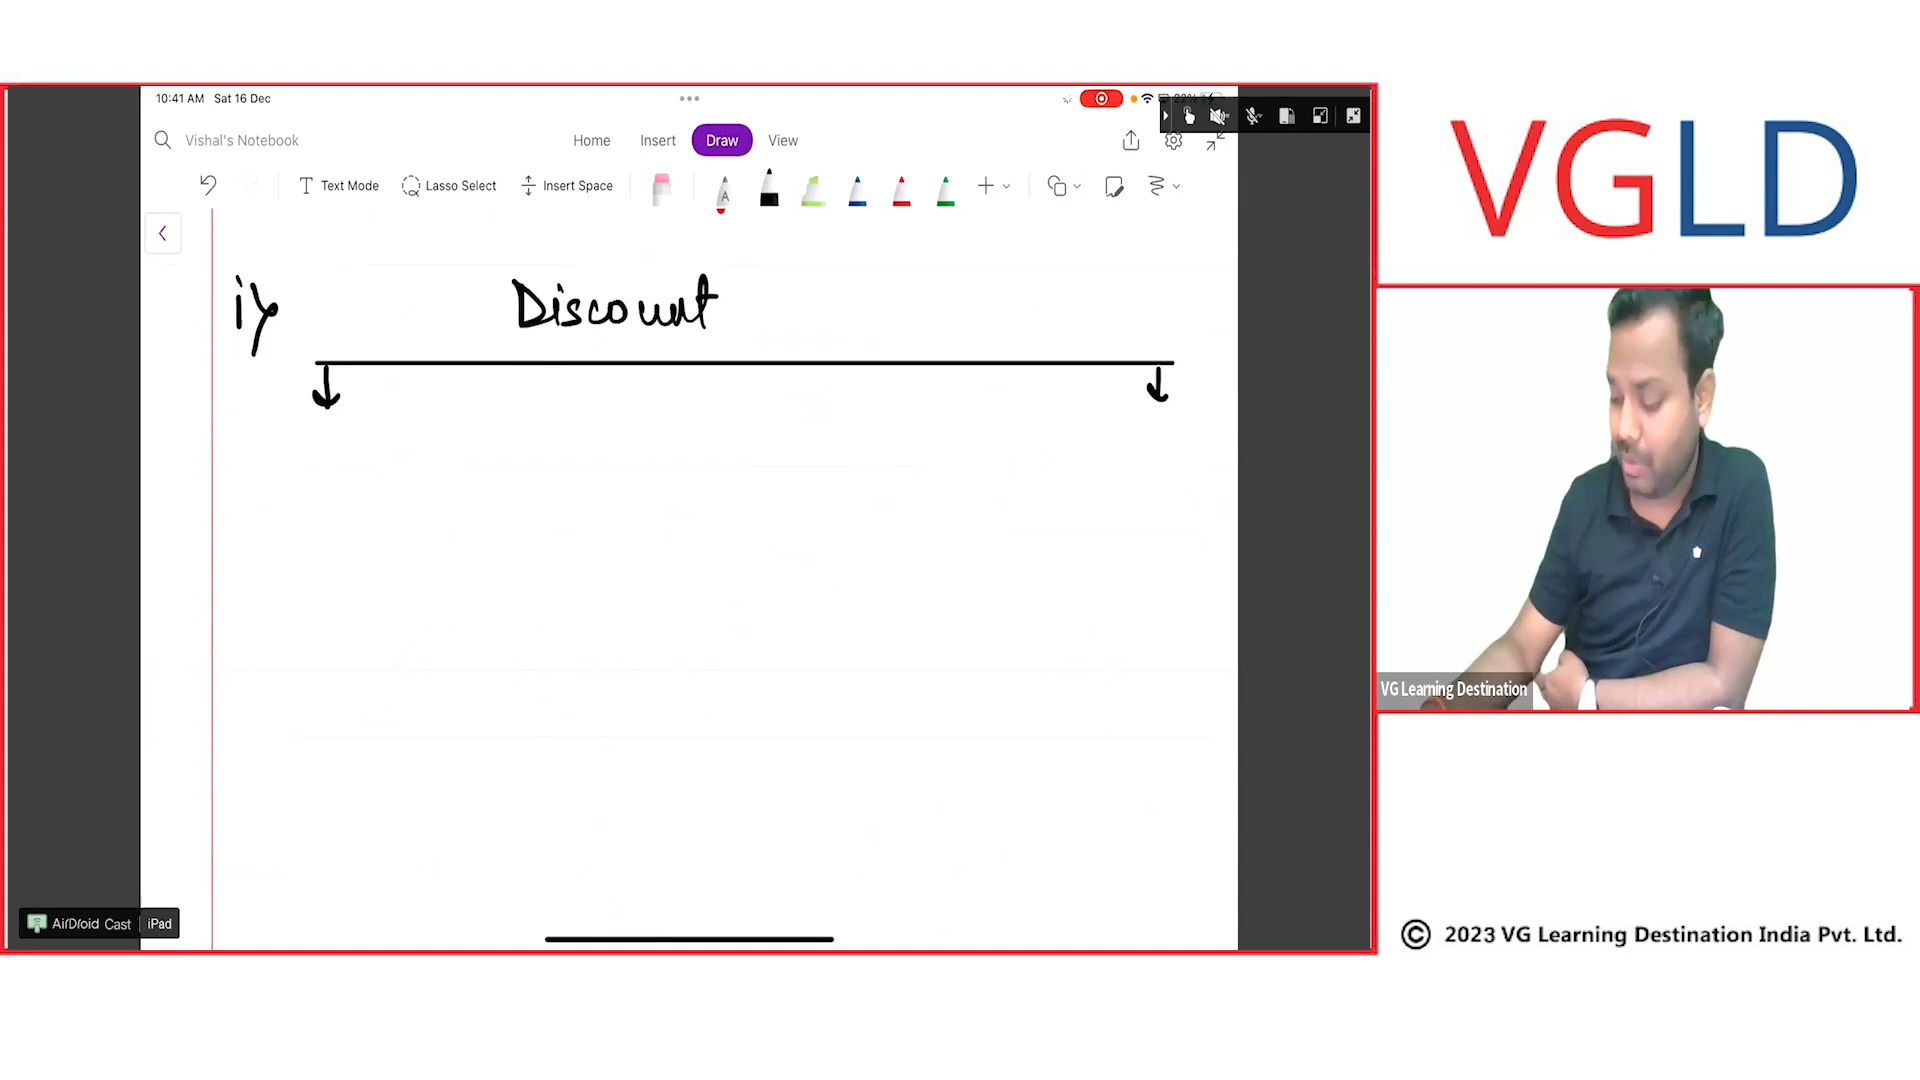 10:41 AM Sat 16 Dec
22%
Vishal's Notebook
Home Insert Draw View
Text Mode Lasso Select Insert Space
A
i)
Discount
AirDroid Cast iPad
VGLD
VG Learning Destination
© 2023 VG Learning Destination India Pvt. Ltd.